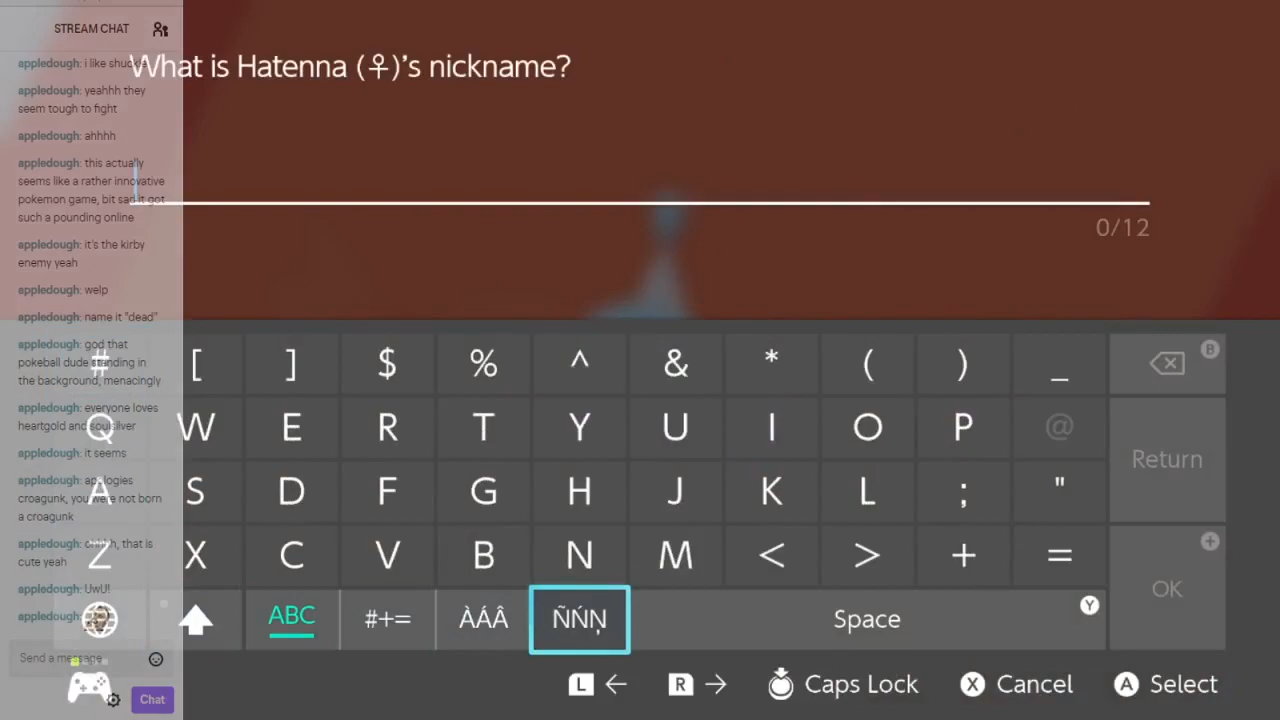 STREAM CHAT
appledough: i like shuckle
appledough: yeahhh they
seem tough to fight
appledough: ahhhh
appledough: this actually
seems like a rather innovative
pokemon game, bit sad it got
such a pounding online
appledough: it's the kirby
enemy yeah
appledough: welp
appledough: name it "dead"
appledough: god that
pokeball dude standing in
the background, menacingly
appledough: everyone loves
heartgold and soulsilver
appledough: it seems
appledough: apologies
croagunk, you were not born
a croagunk
appledough: ohhhh, that is
cute yeah
appledough: UwU!
appledough:
Send a message
Chat
What is Hatenna (♀)'s nickname?
0/12
# [ ] $ % ^ & * ( ) _ B
Q W E R T Y U I O P @ Return
A S D F G H J K L ; "
Z X C V B N M < > + = +
ABC #+= ÀÁÂ ÑŃŅ Space Y OK
L ← R → Caps Lock X Cancel A Select